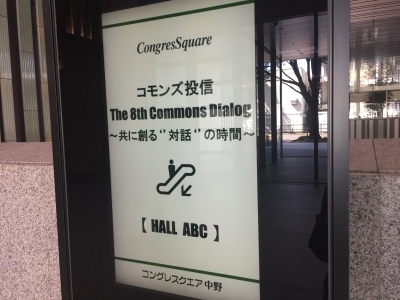 CongresSquare
コモンズ投信
The 8th Commons Dialog
～共に創る‘’対話‘’の時間～
【 HALL ABC 】
コングレスクエア中野